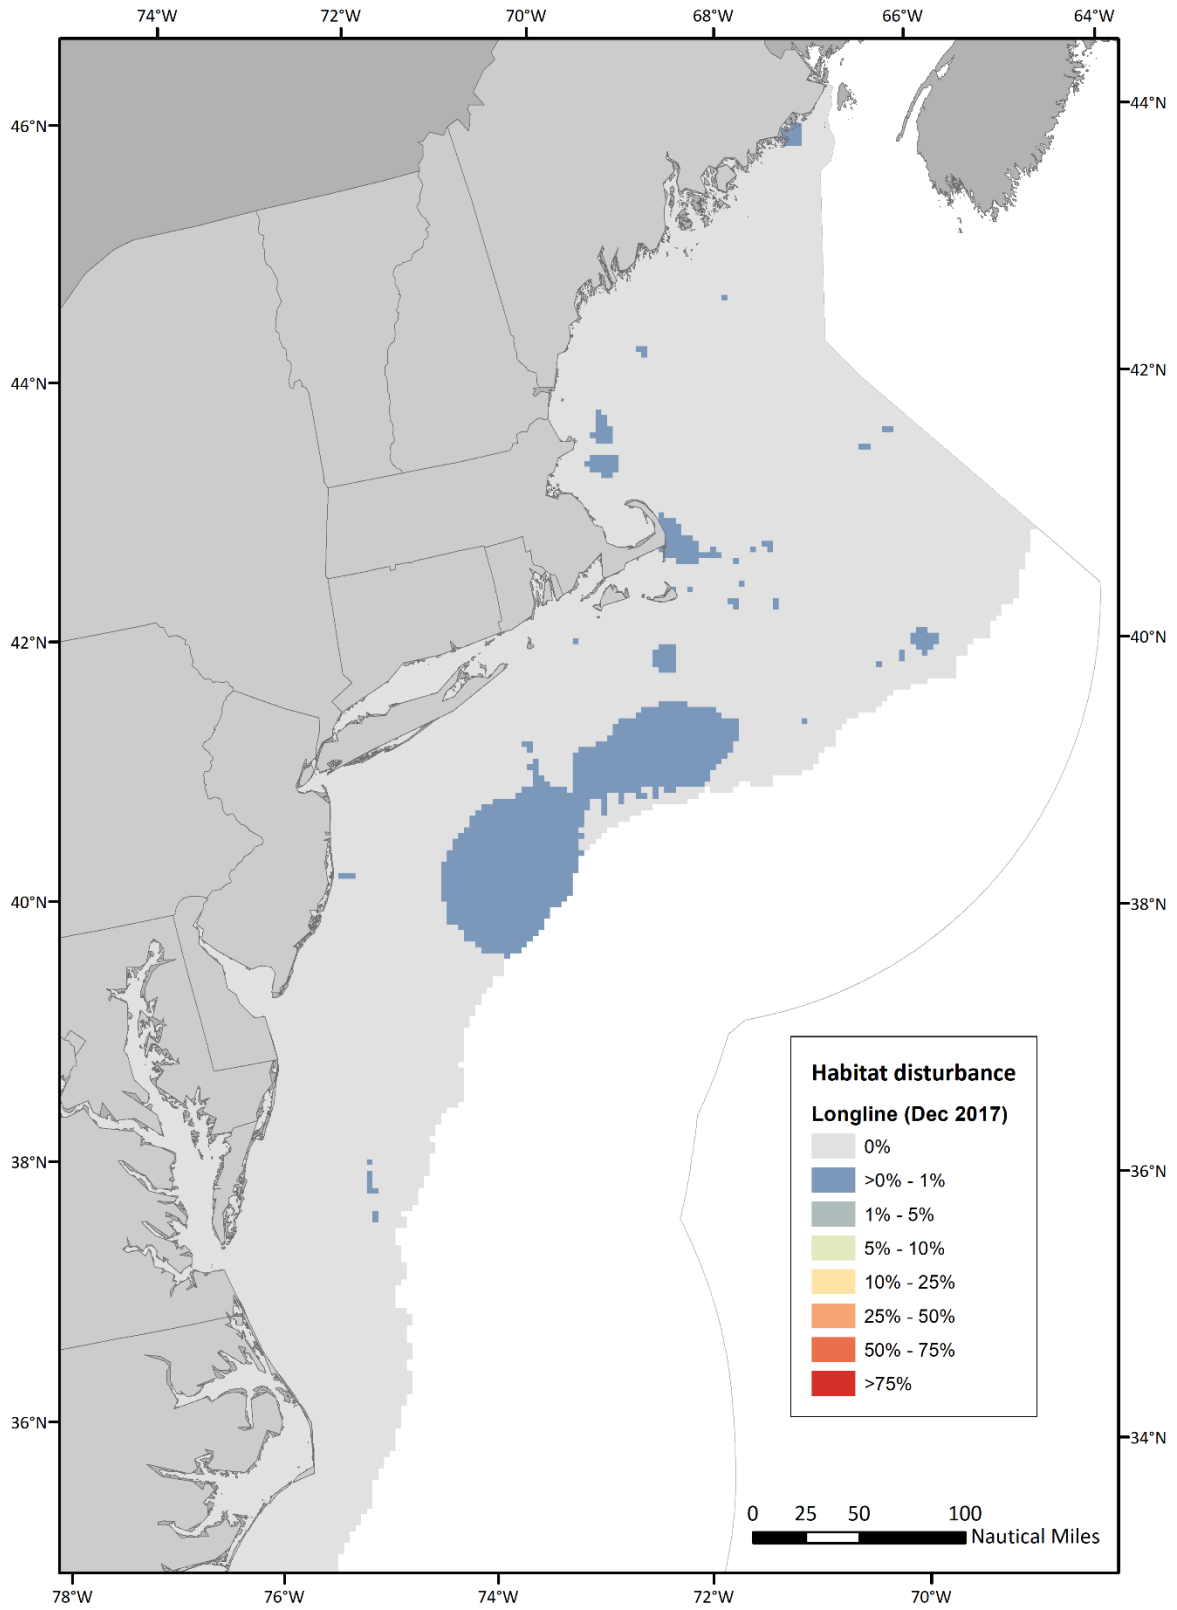 74°W 72°W 70°W 68°W 66°W 64°W
46°N 44°N
44°N 42°N
42°N 40°N
40°N 38°N
Habitat disturbance
Longline (Dec 2017)
0%
>0% - 1%
38°N 36°N
1% - 5%
5% - 10%
10% - 25%
25% - 50%
50% - 75%
>75%
36°N 34°N
0 25 50 100
Nautical Miles
78°W 76°W 74°W 72°W 70°W